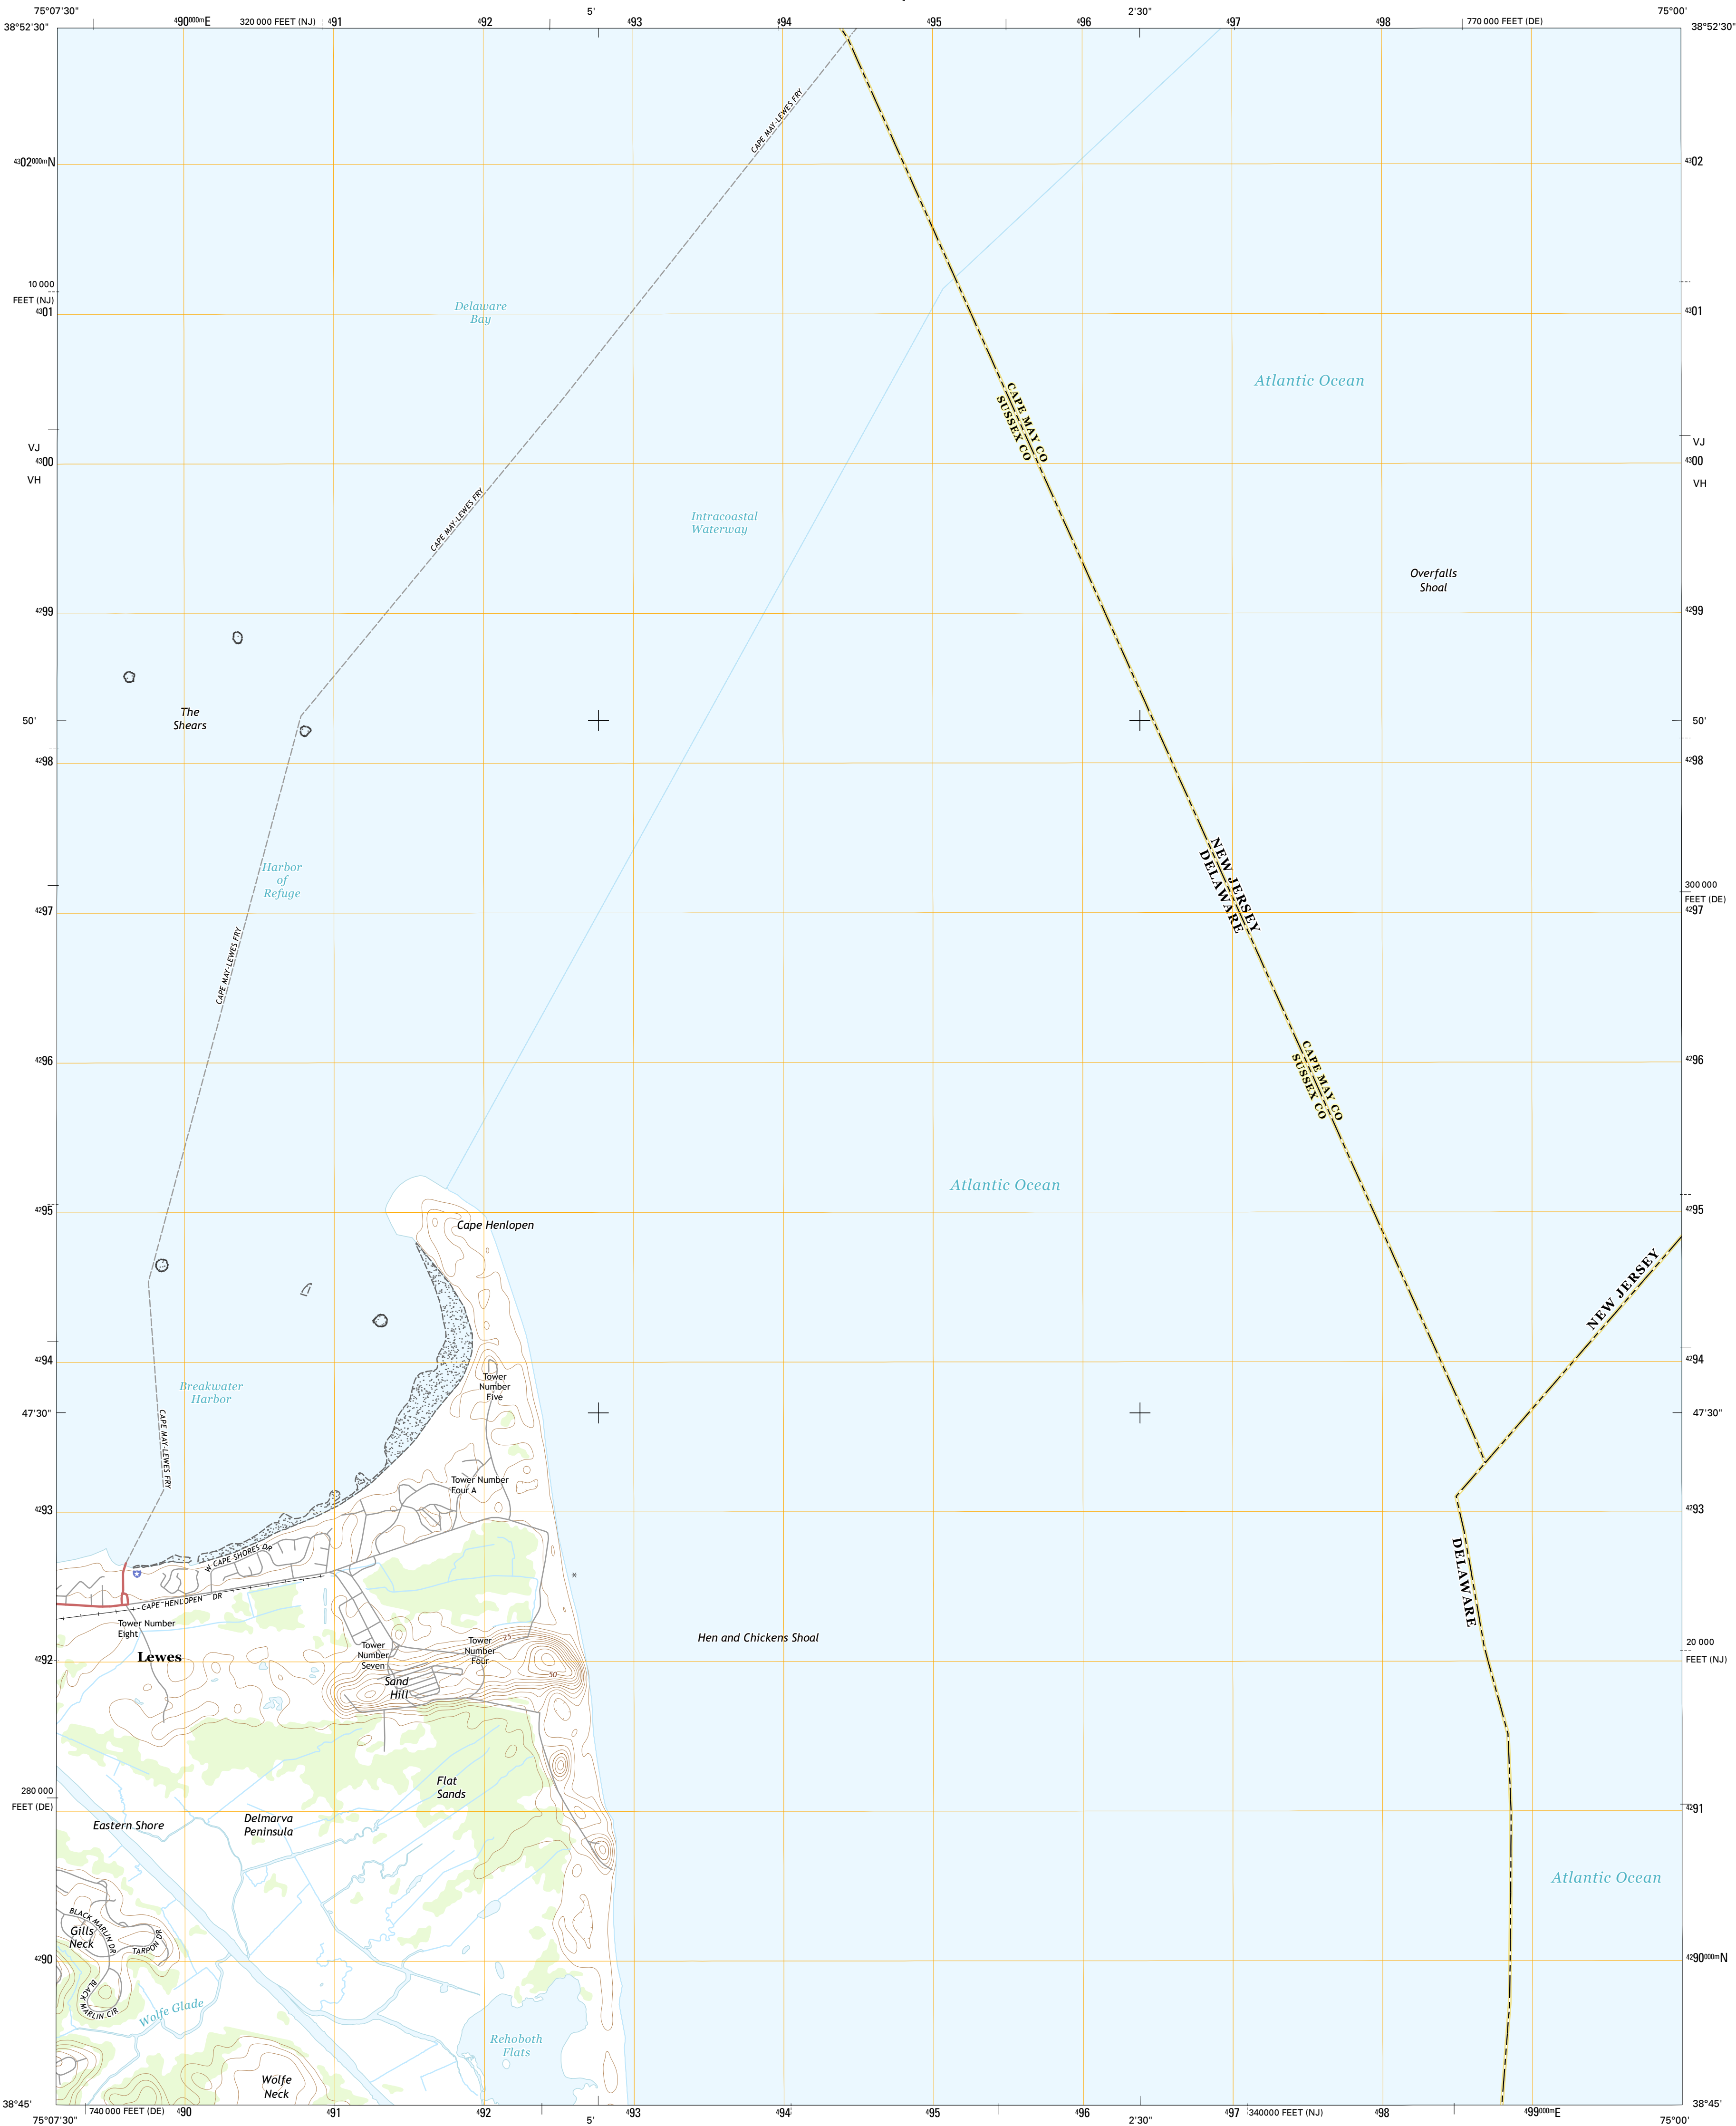 75°07'30"
490000mE
320 000 FEET (NJ)
491
492
5'
493
494
495
496
2'30"
497
498
770 000 FEET (DE)
75°00'
38°52'30"
38°52'30"
CAPE MAY-LEWES FRY
4302000mN
4302
10 000
FEET (NJ)
4301
4301
Delaware
Bay
Atlantic Ocean
CAPE MAY CO
SUSSEX CO
VJ
4300
VH
VJ
4300
VH
CAPE MAY-LEWES FRY
Intracoastal
Waterway
Overfalls
Shoal
4299
4299
The
Shears
50'
50'
4298
4298
NEW JERSEY
DELAWARE
Harbor
of
Refuge
300 000
FEET (DE)
4297
4297
CAPE MAY-LEWES FRY
4296
4296
CAPE MAY CO
SUSSEX CO
Atlantic Ocean
4295
4295
Cape Henlopen
NEW JERSEY
4294
4294
Tower
Number
Five
Breakwater
Harbor
47'30"
47'30"
CAPE MAY-LEWES FRY
Tower Number
Four A
4293
4293
W CAPE SHORES DR
DELAWARE
CAPE HENLOPEN DR
Tower Number
Eight
Lewes
Tower
Number
Seven
Tower
Number
Four
25
50
Hen and Chickens Shoal
20 000
FEET (NJ)
4292
4292
Sand
Hill
Flat
Sands
280 000
FEET (DE)
4291
Eastern Shore
Delmarva
Peninsula
Atlantic Ocean
BLACK MARLIN DR
Gills
Neck
TARPON DR
4290
4290000mN
BLACK MARLIN CIR
Wolfe Glade
Rehoboth
Flats
Wolfe
Neck
38°45'
38°45'
75°07'30"
740 000 FEET (DE)
490
491
492
5'
493
494
495
496
2'30"
497
340000 FEET (NJ)
498
499000mE
75°00'